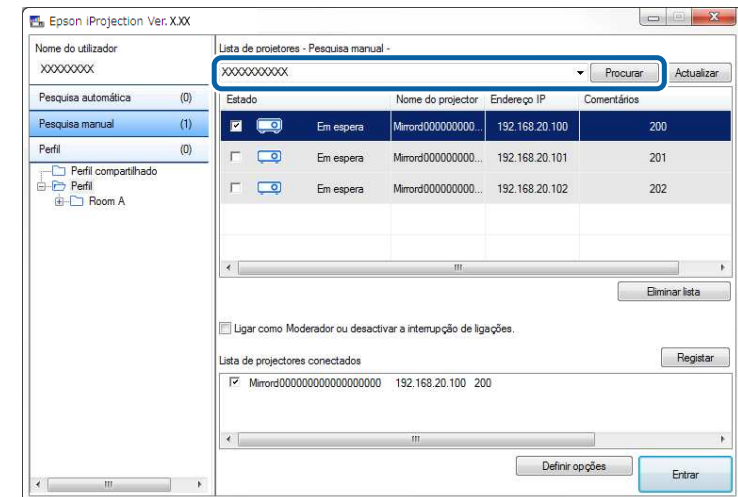 Epson iProjection Ver. X.XX
Nome do utilizador
XXXXXXXX
Pesquisa automática (0)
Pesquisa manual (1)
Perfil (0)
Perfil compartilhado
Perfil
Room A
Lista de projetores - Pesquisa manual -
XXXXXXXXXX Procurar Actualizar
Estado Nome do projector Endereço IP Comentários
Em espera Mirrord000000000... 192.168.20.100 200
Em espera Mirrord000000000... 192.168.20.101 201
Em espera Mirrord000000000... 192.168.20.102 202
Eliminar lista
Ligar como Moderador ou desactivar a interrupção de ligações.
Lista de projectores conectados Registar
Mirrord000000000000000000 192.168.20.100 200
Definir opções Entrar